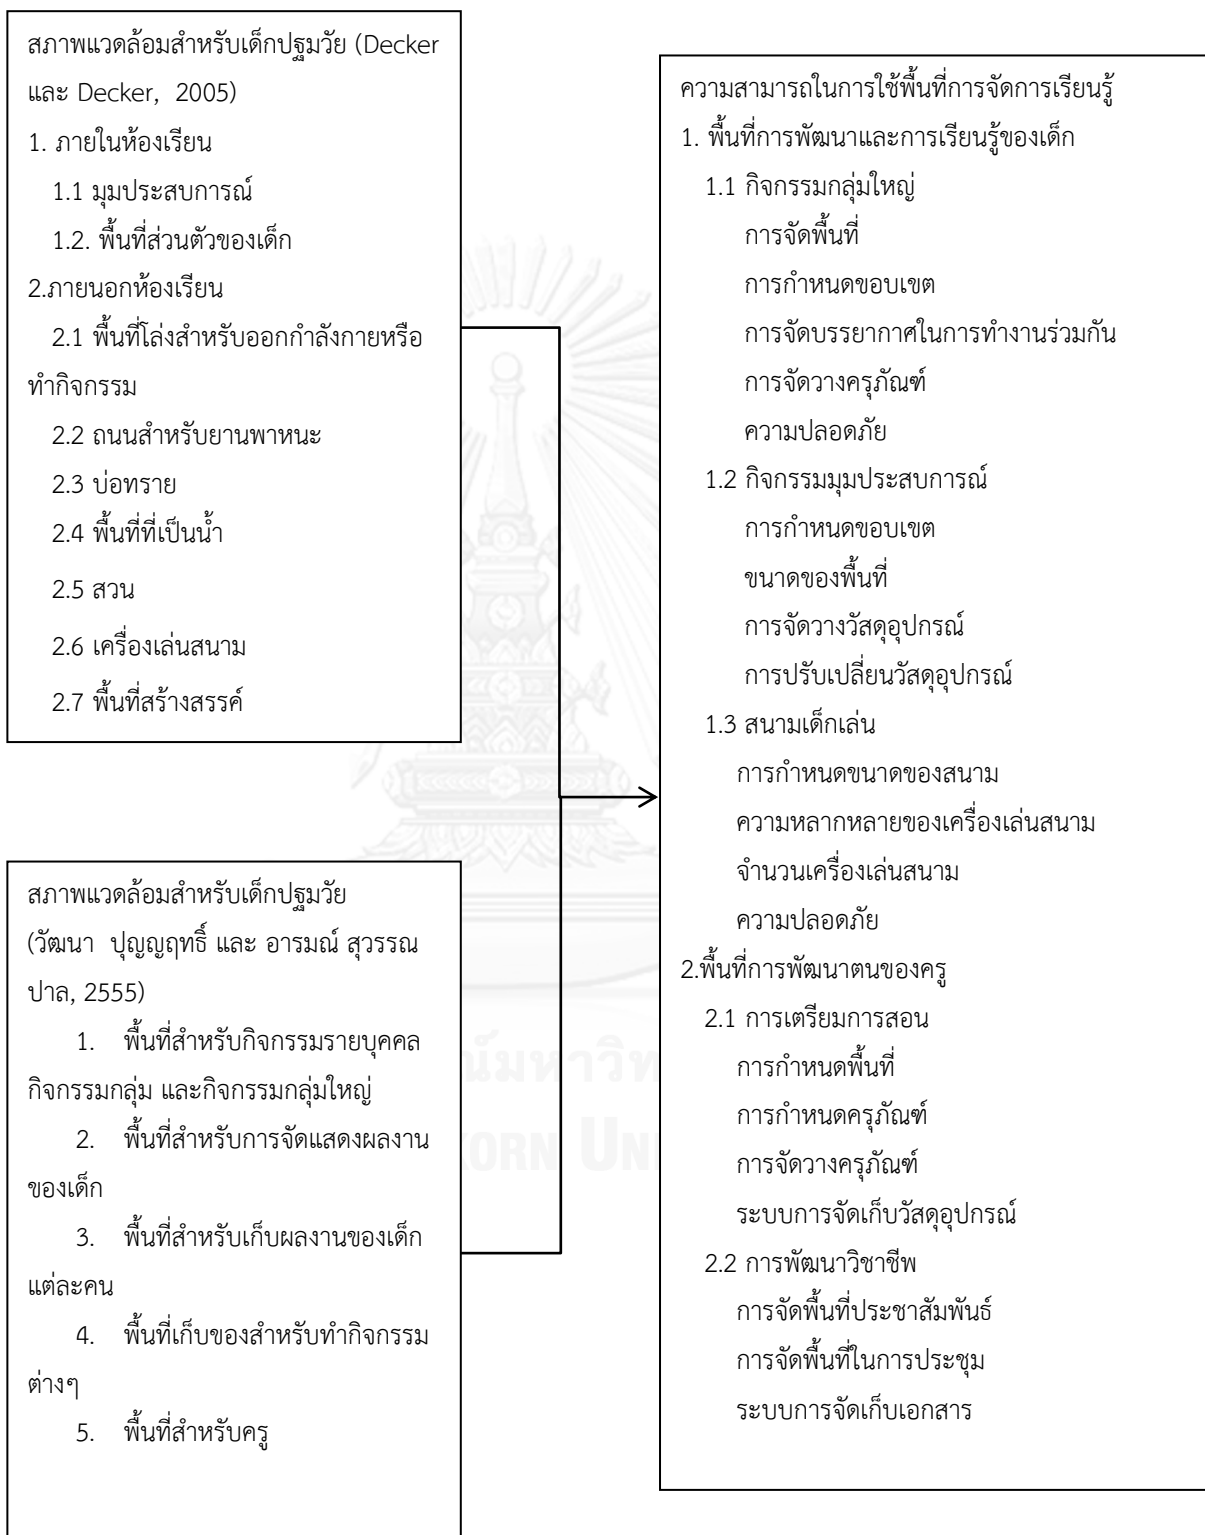 สภาพแวดล้อมสำหรับเด็กปฐมวัย (Decker
และ Decker, 2005)
1. ภายในห้องเรียน
1.1 มุมประสบการณ์
1.2. พื้นที่ส่วนตัวของเด็ก
2.ภายนอกห้องเรียน
2.1 พื้นที่โล่งสำหรับออกกำลังกายหรือ
ทำกิจกรรม
2.2 ถนนสำหรับยานพาหนะ
2.3 บ่อทราย
2.4 พื้นที่ที่เป็นน้ำ
2.5 สวน
2.6 เครื่องเล่นสนาม
2.7 พื้นที่สร้างสรรค์
สภาพแวดล้อมสำหรับเด็กปฐมวัย
(วัฒนา ปุญญฤทธิ์ และ อารมณ์ สุวรรณ
ปาล, 2555)
1. พื้นที่สำหรับกิจกรรมรายบุคคล
กิจกรรมกลุ่ม และกิจกรรมกลุ่มใหญ่
2. พื้นที่สำหรับการจัดแสดงผลงาน
ของเด็ก
3. พื้นที่สำหรับเก็บผลงานของเด็ก
แต่ละคน
4. พื้นที่เก็บของสำหรับทำกิจกรรม
ต่างๆ
5. พื้นที่สำหรับครู
ความสามารถในการใช้พื้นที่การจัดการเรียนรู้
1. พื้นที่การพัฒนาและการเรียนรู้ของเด็ก
1.1 กิจกรรมกลุ่มใหญ่
การจัดพื้นที่
การกำหนดขอบเขต
การจัดบรรยากาศในการทำงานร่วมกัน
การจัดวางครุภัณฑ์
ความปลอดภัย
1.2 กิจกรรมมุมประสบการณ์
การกำหนดขอบเขต
ขนาดของพื้นที่
การจัดวางวัสดุอุปกรณ์
การปรับเปลี่ยนวัสดุอุปกรณ์
1.3 สนามเด็กเล่น
การกำหนดขนาดของสนาม
ความหลากหลายของเครื่องเล่นสนาม
จำนวนเครื่องเล่นสนาม
ความปลอดภัย
2.พื้นที่การพัฒนาตนของครู
2.1 การเตรียมการสอน
การกำหนดพื้นที่
การกำหนดครุภัณฑ์
การจัดวางครุภัณฑ์
ระบบการจัดเก็บวัสดุอุปกรณ์
2.2 การพัฒนาวิชาชีพ
การจัดพื้นที่ประชาสัมพันธ์
การจัดพื้นที่ในการประชุม
ระบบการจัดเก็บเอกสาร